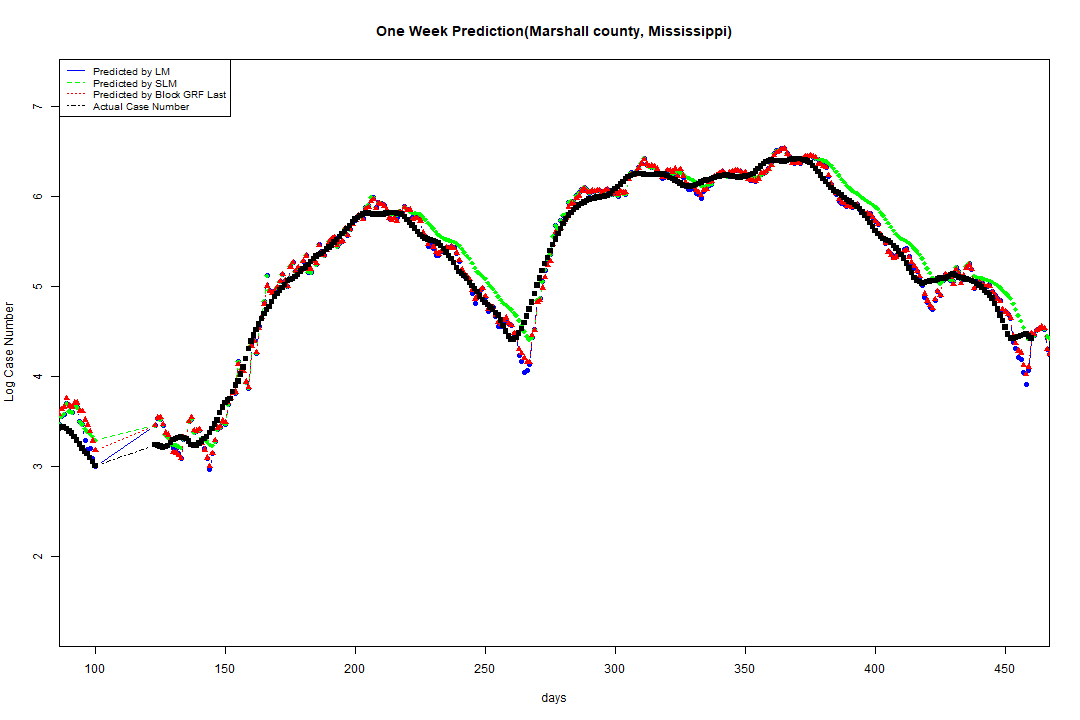 One Week Prediction(Marshall county, Mississippi)
Predicted by LM
Predicted by SLM
Predicted by Block GRF Last
Actual Case Number
7
6
5
4
3
2
Log Case Number
100 150 200 250 300 350 400 450
days